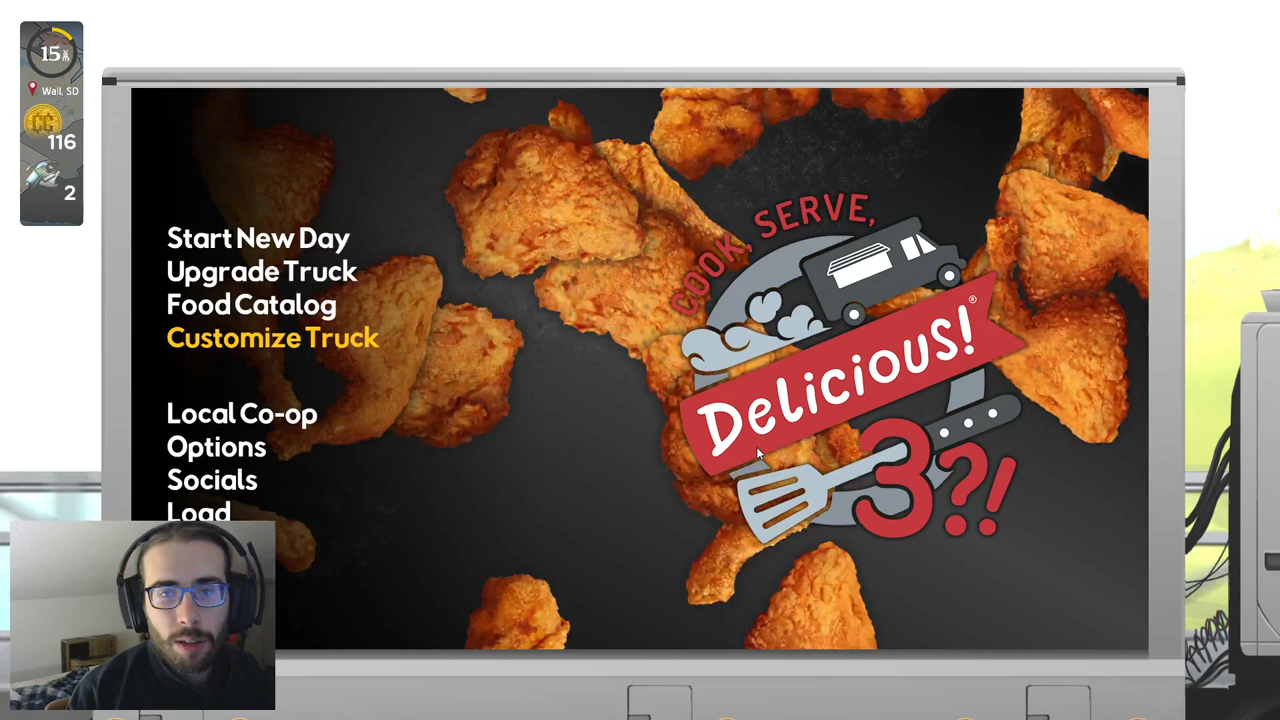 15
Wall, SD
CC
116
2
Start New Day
Upgrade Truck
Food Catalog
Customize Truck
Local Co-op
Options
Socials
Load
COOK, SERVE,
Delicious!®
3?!